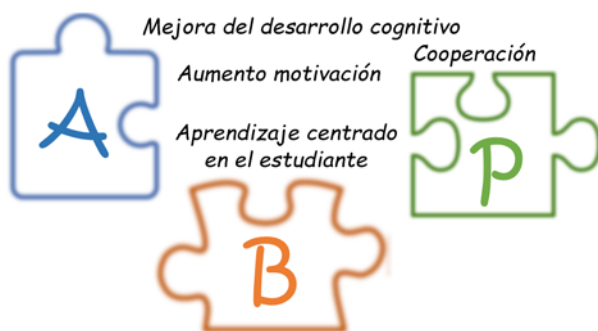 Mejora del desarrollo cognitivo
Aumento motivación
Cooperación
A
Aprendizaje centrado
en el estudiante
P
B